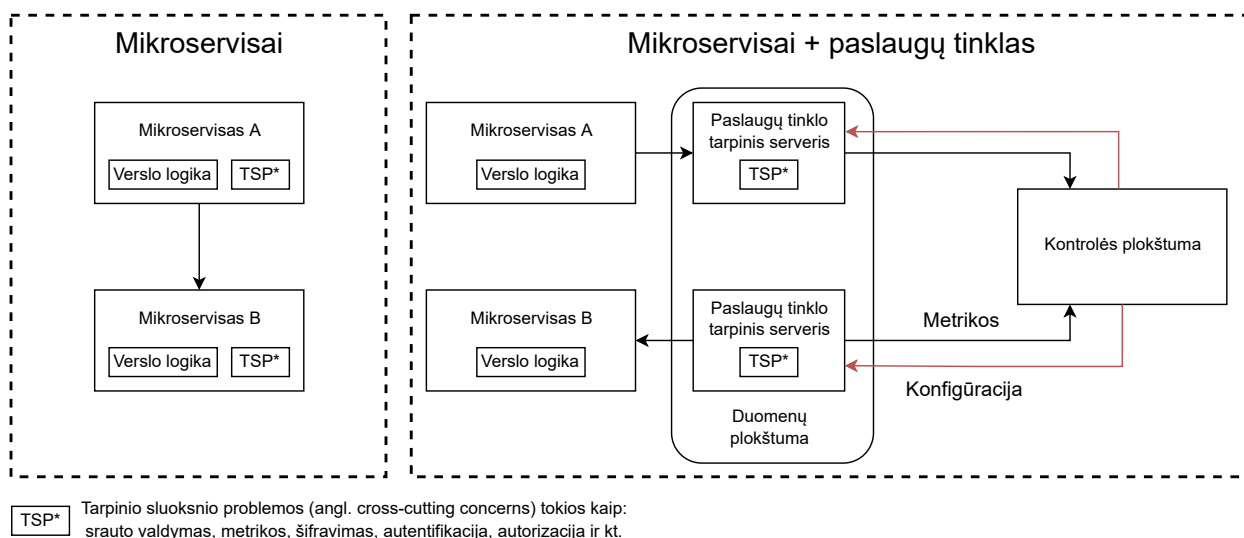 Mikroservisai
Mikroservisas A
Verslo logika
TSP*
Mikroservisas B
Verslo logika
TSP*
Mikroservisai + paslaugų tinklas
Mikroservisas A
Verslo logika
Paslaugų tinklo
tarpinis serveris
TSP*
Kontrolės plokštuma
Mikroservisas B
Verslo logika
Paslaugų tinklo
tarpinis serveris
TSP*
Metrikos
Konfigūracija
Duomenų
plokštuma
TSP*
Tarpinio sluoksnio problemos (angl. cross-cutting concerns) tokios kaip:
srauto valdymas, metrikos, šifravimas, autentifikacija, autorizacija ir kt.